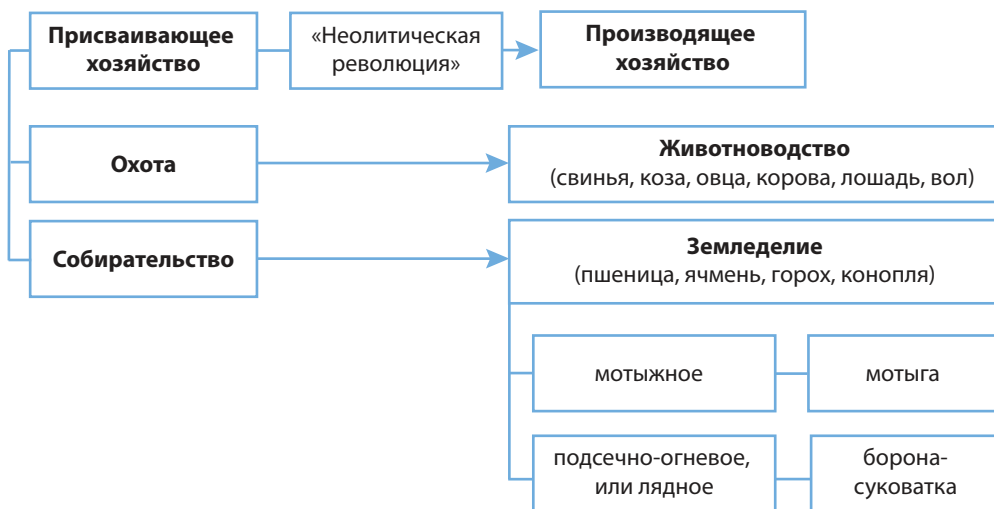 Присваивающее
хозяйство
«Неолитическая
революция»
Производящее
хозяйство
Охота
Животноводство
(свинья, коза, овца, корова, лошадь, вол)
Собирательство
Земледелие
(пшеница, ячмень, горох, конопля)
мотыжное
мотыга
подсечно-огневое,
или лядное
борона-
суковатка